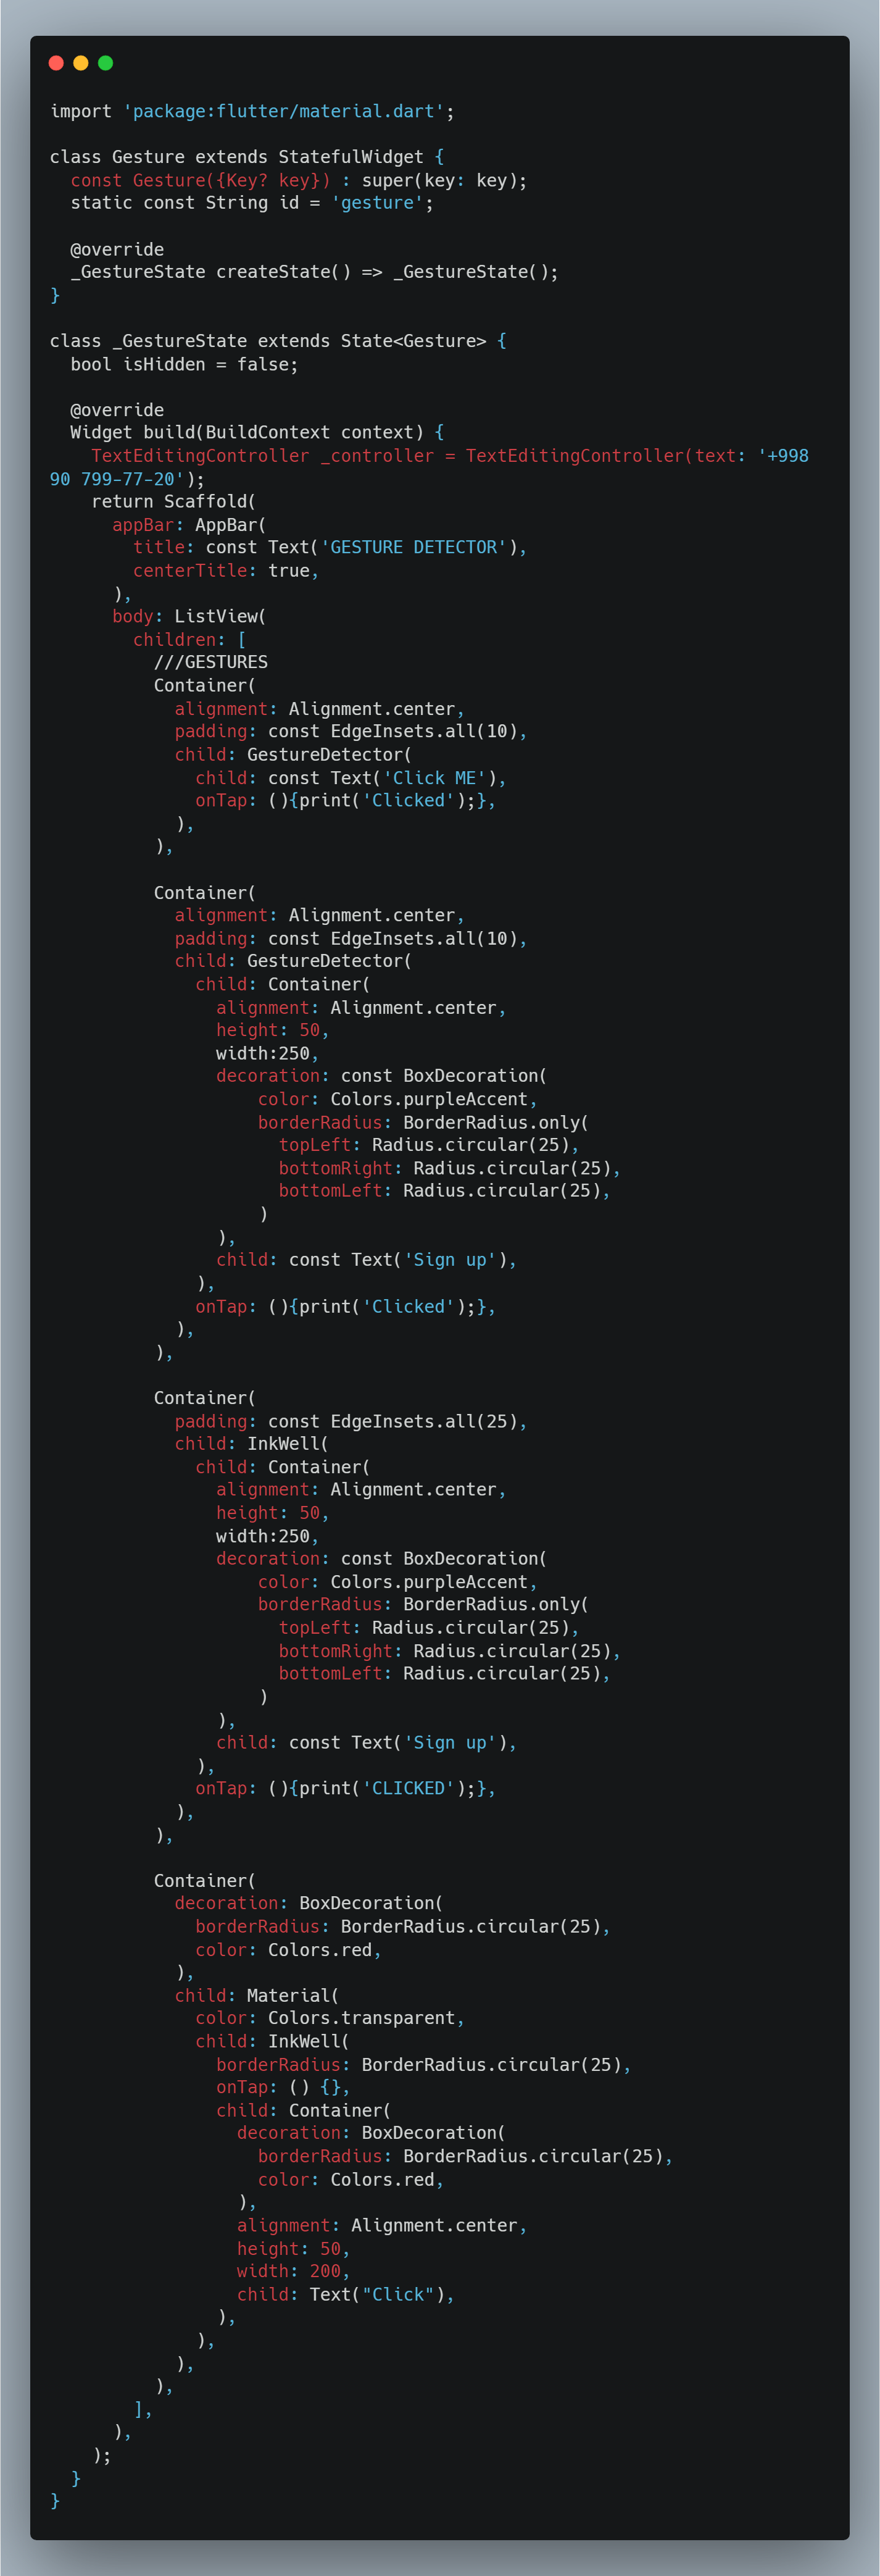 import 'package:flutter/material.dart';

class Gesture extends StatefulWidget {
  const Gesture({Key? key}) : super(key: key);
  static const String id = 'gesture';

  @override
  _GestureState createState() => _GestureState();
}

class _GestureState extends State<Gesture> {
  bool isHidden = false;

  @override
  Widget build(BuildContext context) {
    TextEditingController _controller = TextEditingController(text: '+998
90 799-77-20');
    return Scaffold(
      appBar: AppBar(
        title: const Text('GESTURE DETECTOR'),
        centerTitle: true,
      ),
      body: ListView(
        children: [
          ///GESTURES
          Container(
            alignment: Alignment.center,
            padding: const EdgeInsets.all(10),
            child: GestureDetector(
              child: const Text('Click ME'),
              onTap: (){print('Clicked');},
            ),
          ),

          Container(
            alignment: Alignment.center,
            padding: const EdgeInsets.all(10),
            child: GestureDetector(
              child: Container(
                alignment: Alignment.center,
                height: 50,
                width:250,
                decoration: const BoxDecoration(
                    color: Colors.purpleAccent,
                    borderRadius: BorderRadius.only(
                      topLeft: Radius.circular(25),
                      bottomRight: Radius.circular(25),
                      bottomLeft: Radius.circular(25),
                    )
                ),
                child: const Text('Sign up'),
              ),
              onTap: (){print('Clicked');},
            ),
          ),

          Container(
            padding: const EdgeInsets.all(25),
            child: InkWell(
              child: Container(
                alignment: Alignment.center,
                height: 50,
                width:250,
                decoration: const BoxDecoration(
                    color: Colors.purpleAccent,
                    borderRadius: BorderRadius.only(
                      topLeft: Radius.circular(25),
                      bottomRight: Radius.circular(25),
                      bottomLeft: Radius.circular(25),
                    )
                ),
                child: const Text('Sign up'),
              ),
              onTap: (){print('CLICKED');},
            ),
          ),

          Container(
            decoration: BoxDecoration(
              borderRadius: BorderRadius.circular(25),
              color: Colors.red,
            ),
            child: Material(
              color: Colors.transparent,
              child: InkWell(
                borderRadius: BorderRadius.circular(25),
                onTap: () {},
                child: Container(
                  decoration: BoxDecoration(
                    borderRadius: BorderRadius.circular(25),
                    color: Colors.red,
                  ),
                  alignment: Alignment.center,
                  height: 50,
                  width: 200,
                  child: Text("Click"),
                ),
              ),
            ),
          ),
        ],
      ),
    );
  }
}